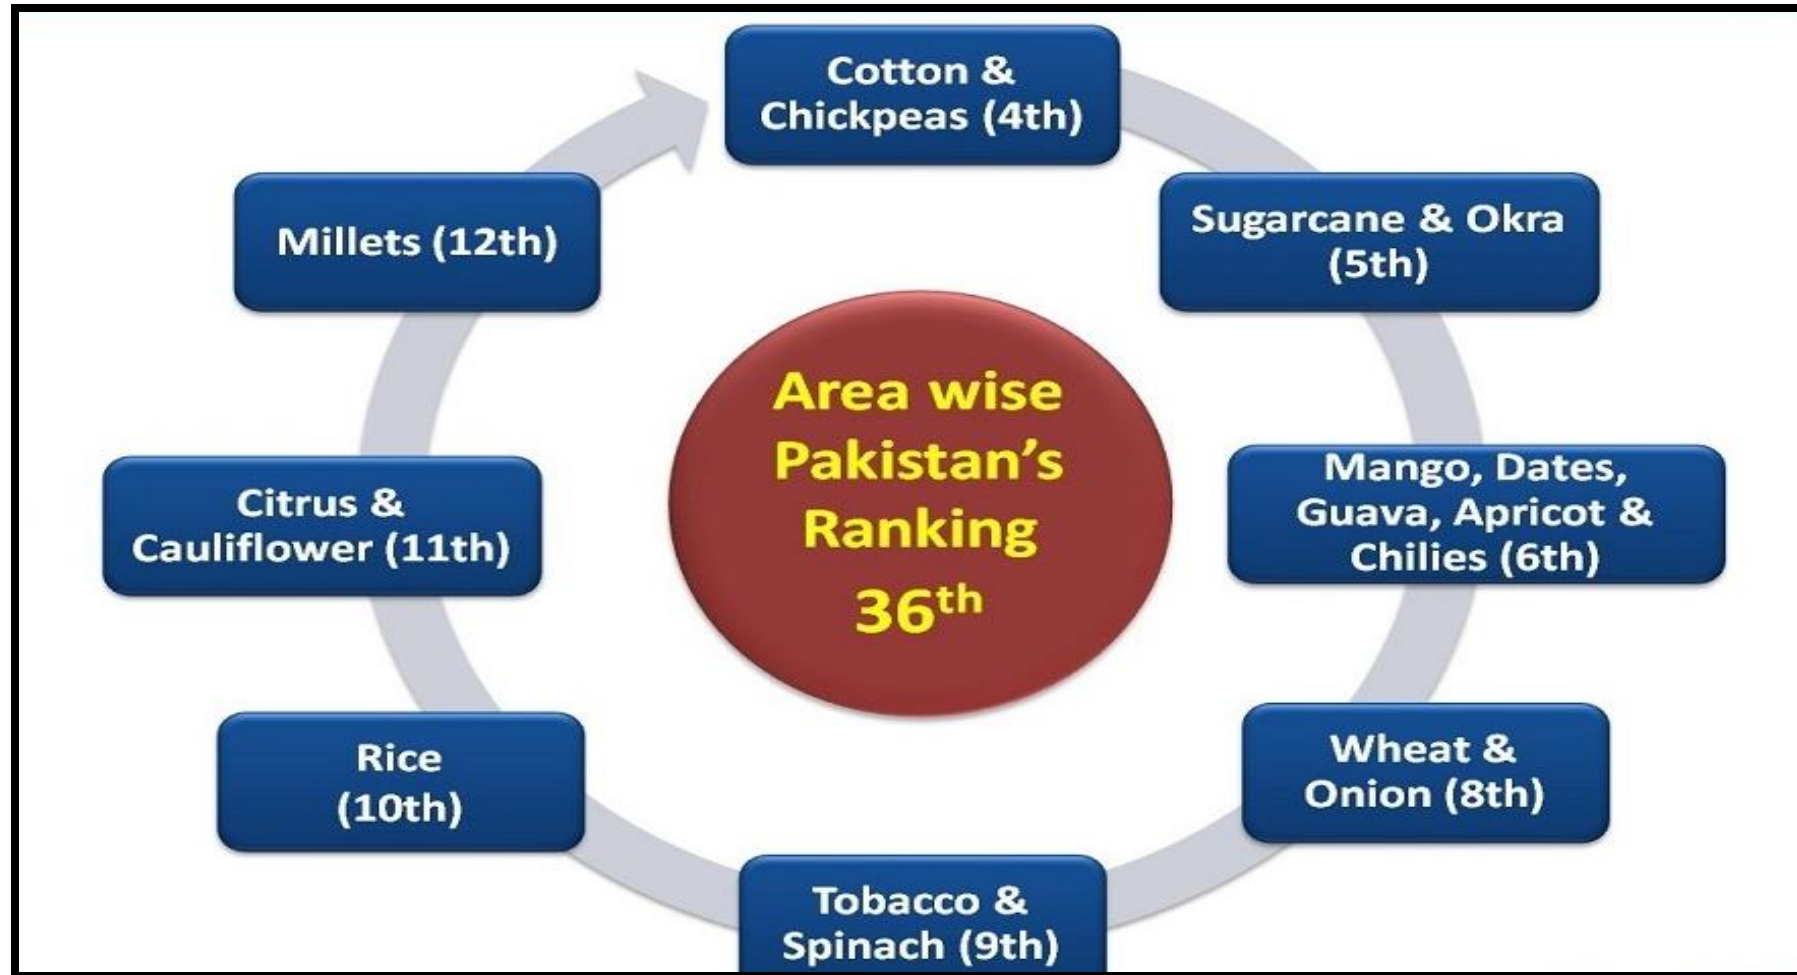 Cotton &
Chickpeas (4th)
Sugarcane & Okra
(5th)
Mango, Dates,
Guava, Apricot &
Chilies (6th)
Wheat &
Onion (8th)
Tobacco &
Spinach (9th)
Rice
(10th)
Citrus &
Cauliflower (11th)
Millets (12th)
Area wise
Pakistan’s
Ranking
36th